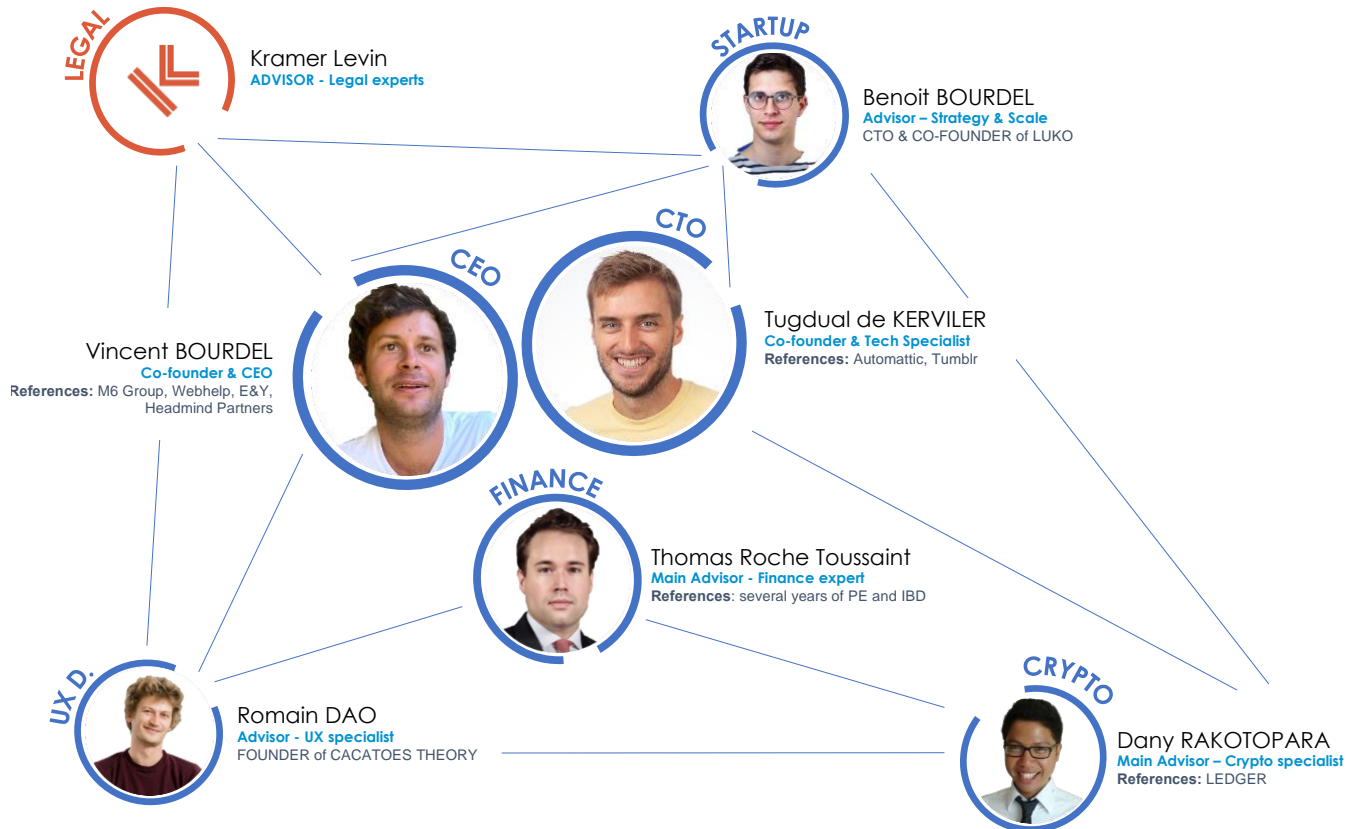 LEGAL
Kramer Levin
ADVISOR - Legal experts
STARTUP
Benoit BOURDEL
Advisor – Strategy & Scale
CTO & CO-FOUNDER of LUKO
CEO
CTO
Vincent BOURDEL
Co-founder & CEO
References: M6 Group, Webhelp, E&Y,
Headmind Partners
Tugdual de KERVILER
Co-founder & Tech Specialist
References: Automattic, Tumblr
FINANCE
Thomas Roche Toussaint
Main Advisor - Finance expert
References: several years of PE and IBD
UX D.
Romain DAO
Advisor - UX specialist
FOUNDER of CACATOES THEORY
CRYPTO
Dany RAKOTOPARA
Main Advisor – Crypto specialist
References: LEDGER